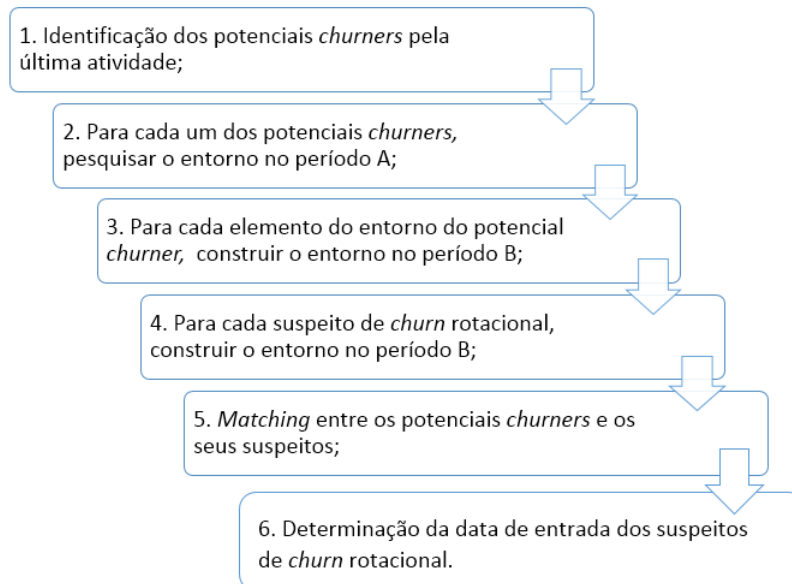 1. Identificação dos potenciais churners pela
última atividade;
2. Para cada um dos potenciais churners,
pesquisar o entorno no período A;
3. Para cada elemento do entorno do potencial
churner, construir o entorno no período B;
4. Para cada suspeito de churn rotacional,
construir o entorno no período B;
5. Matching entre os potenciais churners e os
seus suspeitos;
6. Determinação da data de entrada dos suspeitos
de churn rotacional.